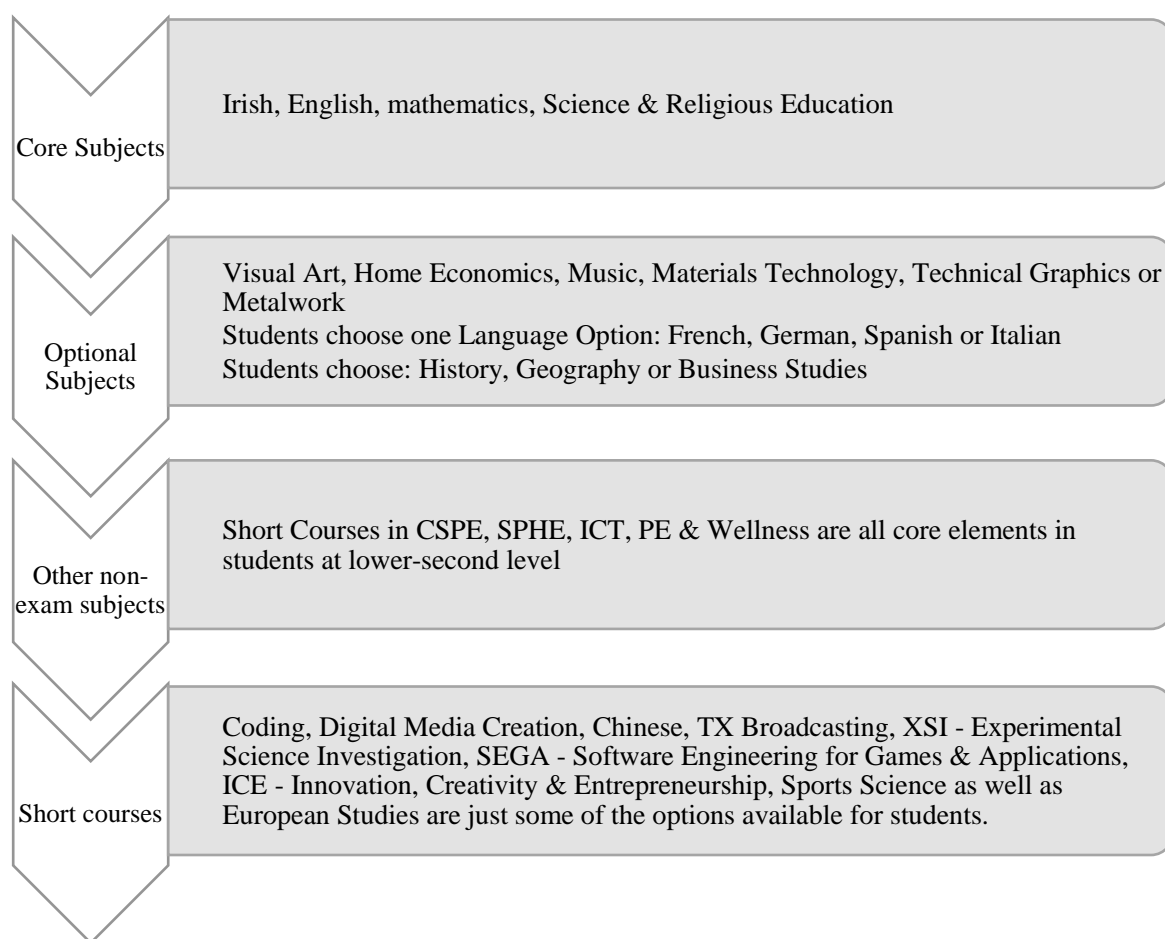 Core Subjects
Irish, English, mathematics, Science & Religious Education
Optional
Subjects
Visual Art, Home Economics, Music, Materials Technology, Technical Graphics or
Metalwork
Students choose one Language Option: French, German, Spanish or Italian
Students choose: History, Geography or Business Studies
Other non-
exam subjects
Short Courses in CSPE, SPHE, ICT, PE & Wellness are all core elements in
students at lower-second level
Short courses
Coding, Digital Media Creation, Chinese, TX Broadcasting, XSI - Experimental
Science Investigation, SEGA - Software Engineering for Games & Applications,
ICE - Innovation, Creativity & Entrepreneurship, Sports Science as well as
European Studies are just some of the options available for students.